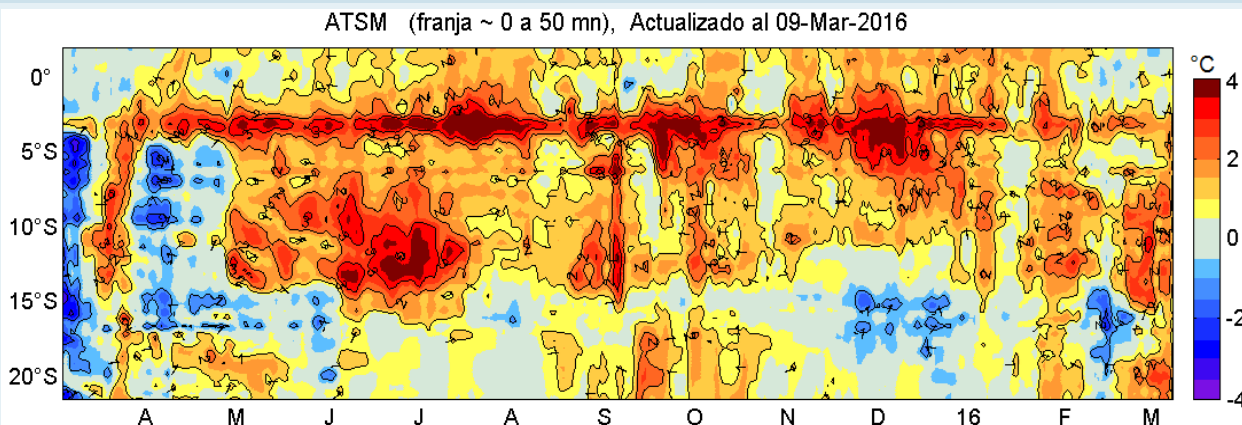 ATSM (franja ~ 0 a 50 mn), Actualizado al 09-Mar-2016
°C
0°
5°S
10°S
15°S
20°S
4
2
0
-2
-4
A M J J A S O N D 16 F M